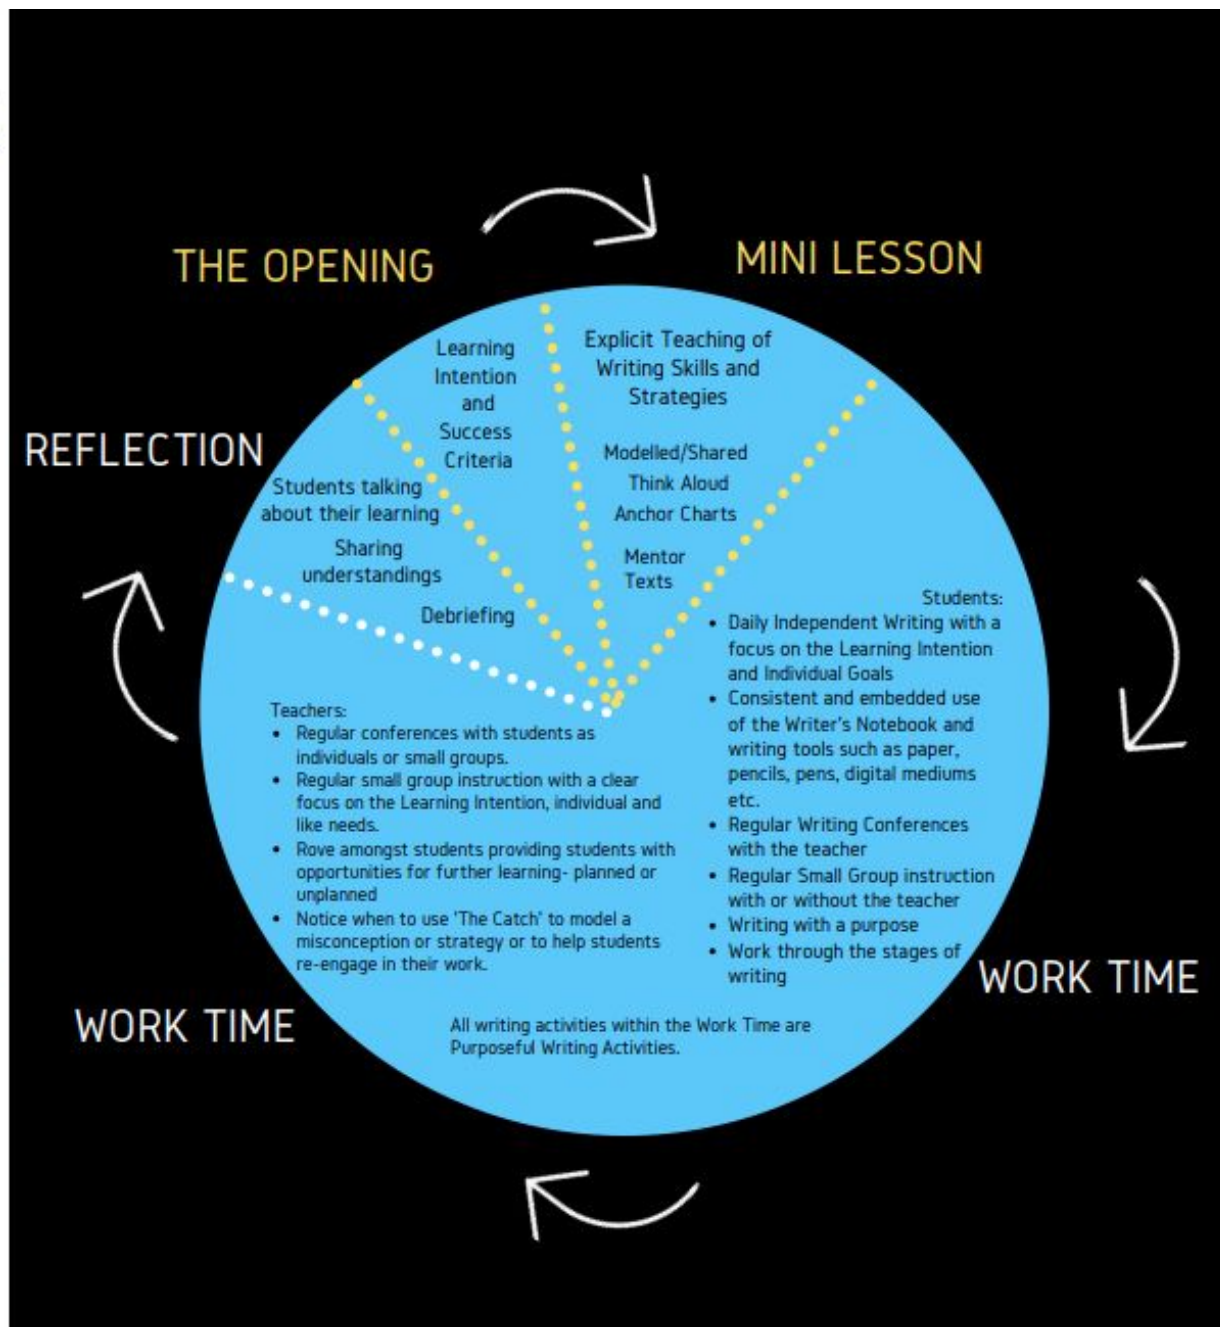 THE OPENING
MINI LESSON
Learning
Intention
and
Success
Criteria
Explicit Teaching of
Writing Skills and
Strategies
Modelled/Shared
Think Aloud
Anchor Charts
Mentor
Texts
REFLECTION
Students talking
about their learning
Sharing
understandings
Debriefing
Students:
• Daily Independent Writing with a
focus on the Learning Intention
and Individual Goals
• Consistent and embedded use
of the Writer's Notebook and
writing tools such as paper,
pencils, pens, digital mediums
etc.
• Regular Writing Conferences
with the teacher
• Regular Small Group instruction
with or without the teacher
• Writing with a purpose
• Work through the stages of
writing
WORK TIME
Teachers:
• Regular conferences with students as
individuals or small groups.
• Regular small group instruction with a clear
focus on the Learning Intention, individual and
like needs.
• Rove amongst students providing students with
opportunities for further learning- planned or
unplanned
• Notice when to use 'The Catch' to model a
misconception or strategy or to help students
re-engage in their work.
WORK TIME
All writing activities within the Work Time are
Purposeful Writing Activities.